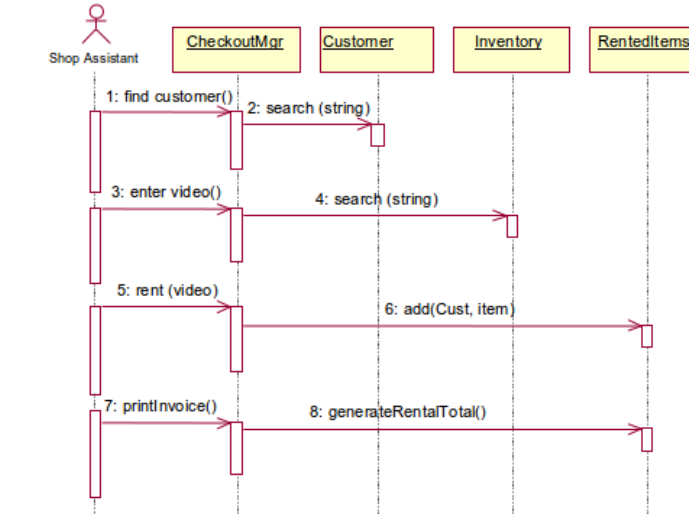 Shop Assistant
CheckoutMgr
Customer
Inventory
RentedItems
1: find customer()
2: search (string)
3: enter video()
4: search (string)
5: rent (video)
6: add(Cust, item)
7: printInvoice()
8: generateRentalTotal()